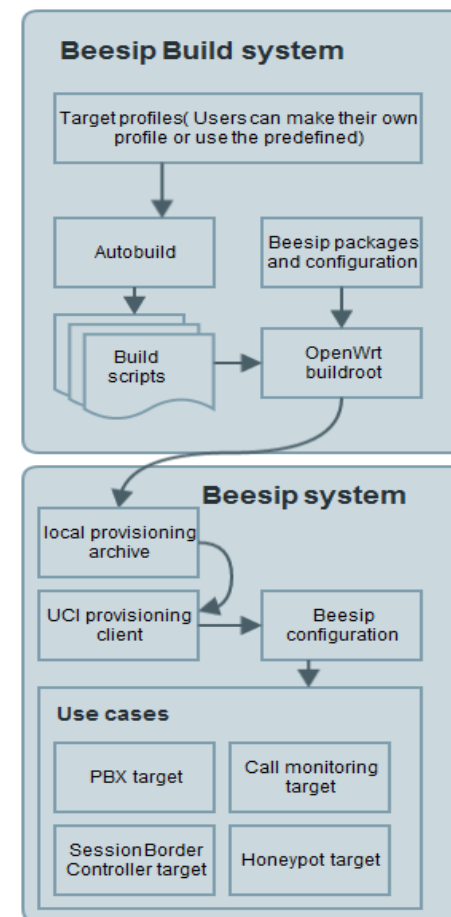 Beesip Build system
Target profiles( Users can make their own
profile or use the predefined)
Autobuild
Beesip packages
and configuration
Build
scripts
OpenWrt
buildroot
Beesip system
local provisioning
archive
UCI provisioning
client
Beesip
configuration
Use cases
PBX target
Call monitoring
target
Session Border
Controller target
Honeypot target